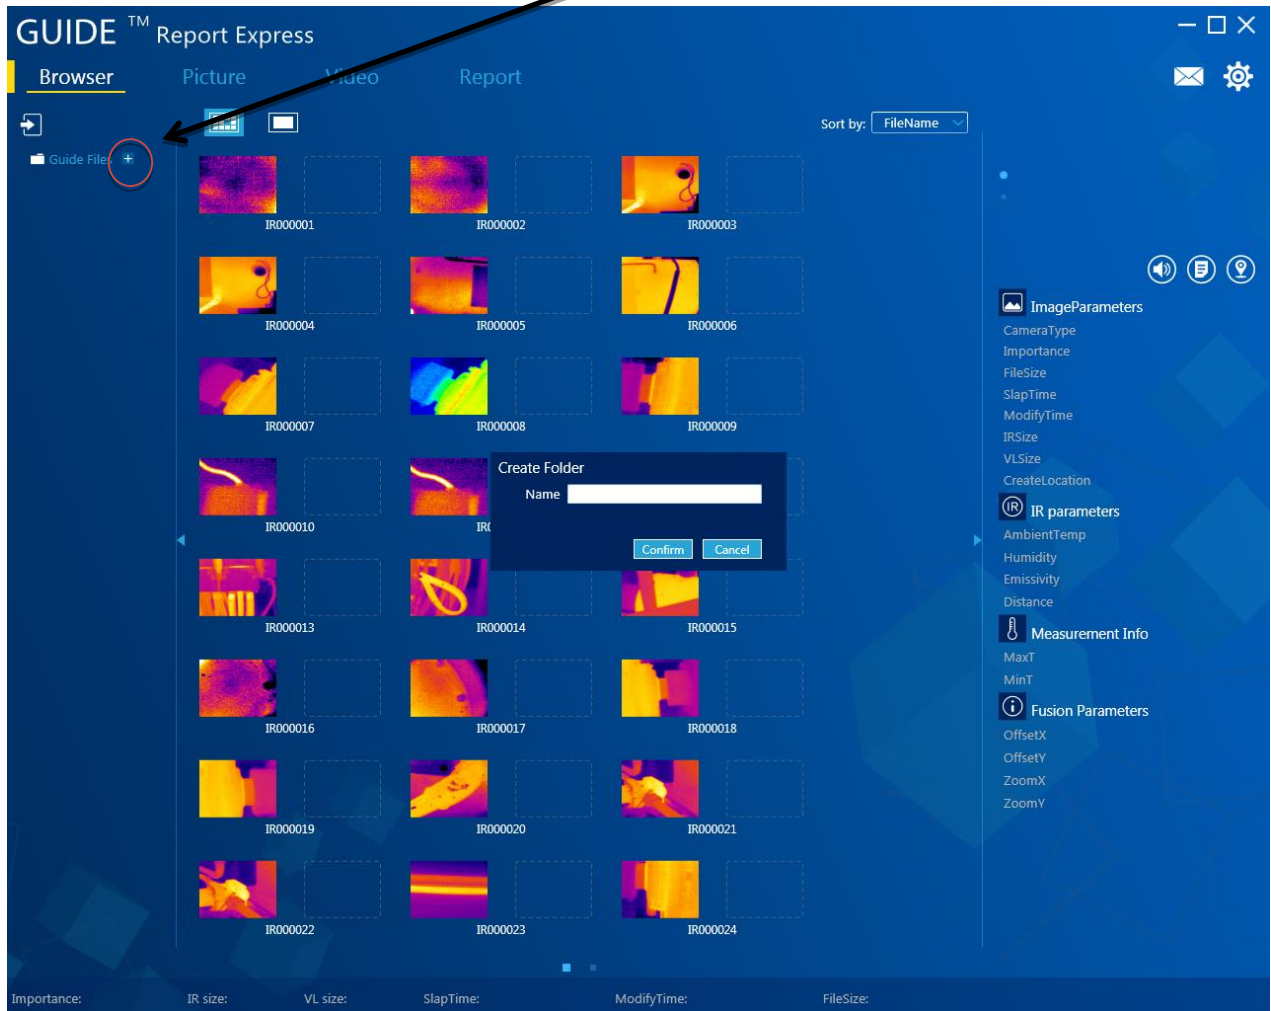 GUIDE TM Report Express
Browser Picture Video Report
Sort by: FileName
Guide Files +
IR000001 IR000002 IR000003
IR000004 IR000005 IR000006
IR000007 IR000008 IR000009
IR000010
IR000013 IR000014 IR000015
IR000016 IR000017 IR000018
IR000019 IR000020 IR000021
IR000022 IR000023 IR000024
Create Folder
Name
Confirm Cancel
ImageParameters
CameraType
Importance
FileSize
SlapTime
ModifyTime
IRSize
VLSize
CreateLocation
IR IR parameters
AmbientTemp
Humidity
Emissivity
Distance
Measurement Info
MaxT
MinT
Fusion Parameters
OffsetX
OffsetY
ZoomX
ZoomY
Importance: IR size: VL size: SlapTime: ModifyTime: FileSize: